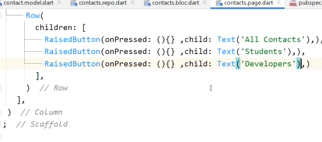 contact.model.dart contacts.repo.dart contacts.bloc.dart contacts.page.dart pubspec
Row(
children: [
RaisedButton(onPressed: (){} ,child: Text('All Contacts'),),
RaisedButton(onPressed: (){} ,child: Text('Students'),),
RaisedButton(onPressed: (){} ,child: Text('Developers'),)
],
) // Row
],
) // Column
; // Scaffold